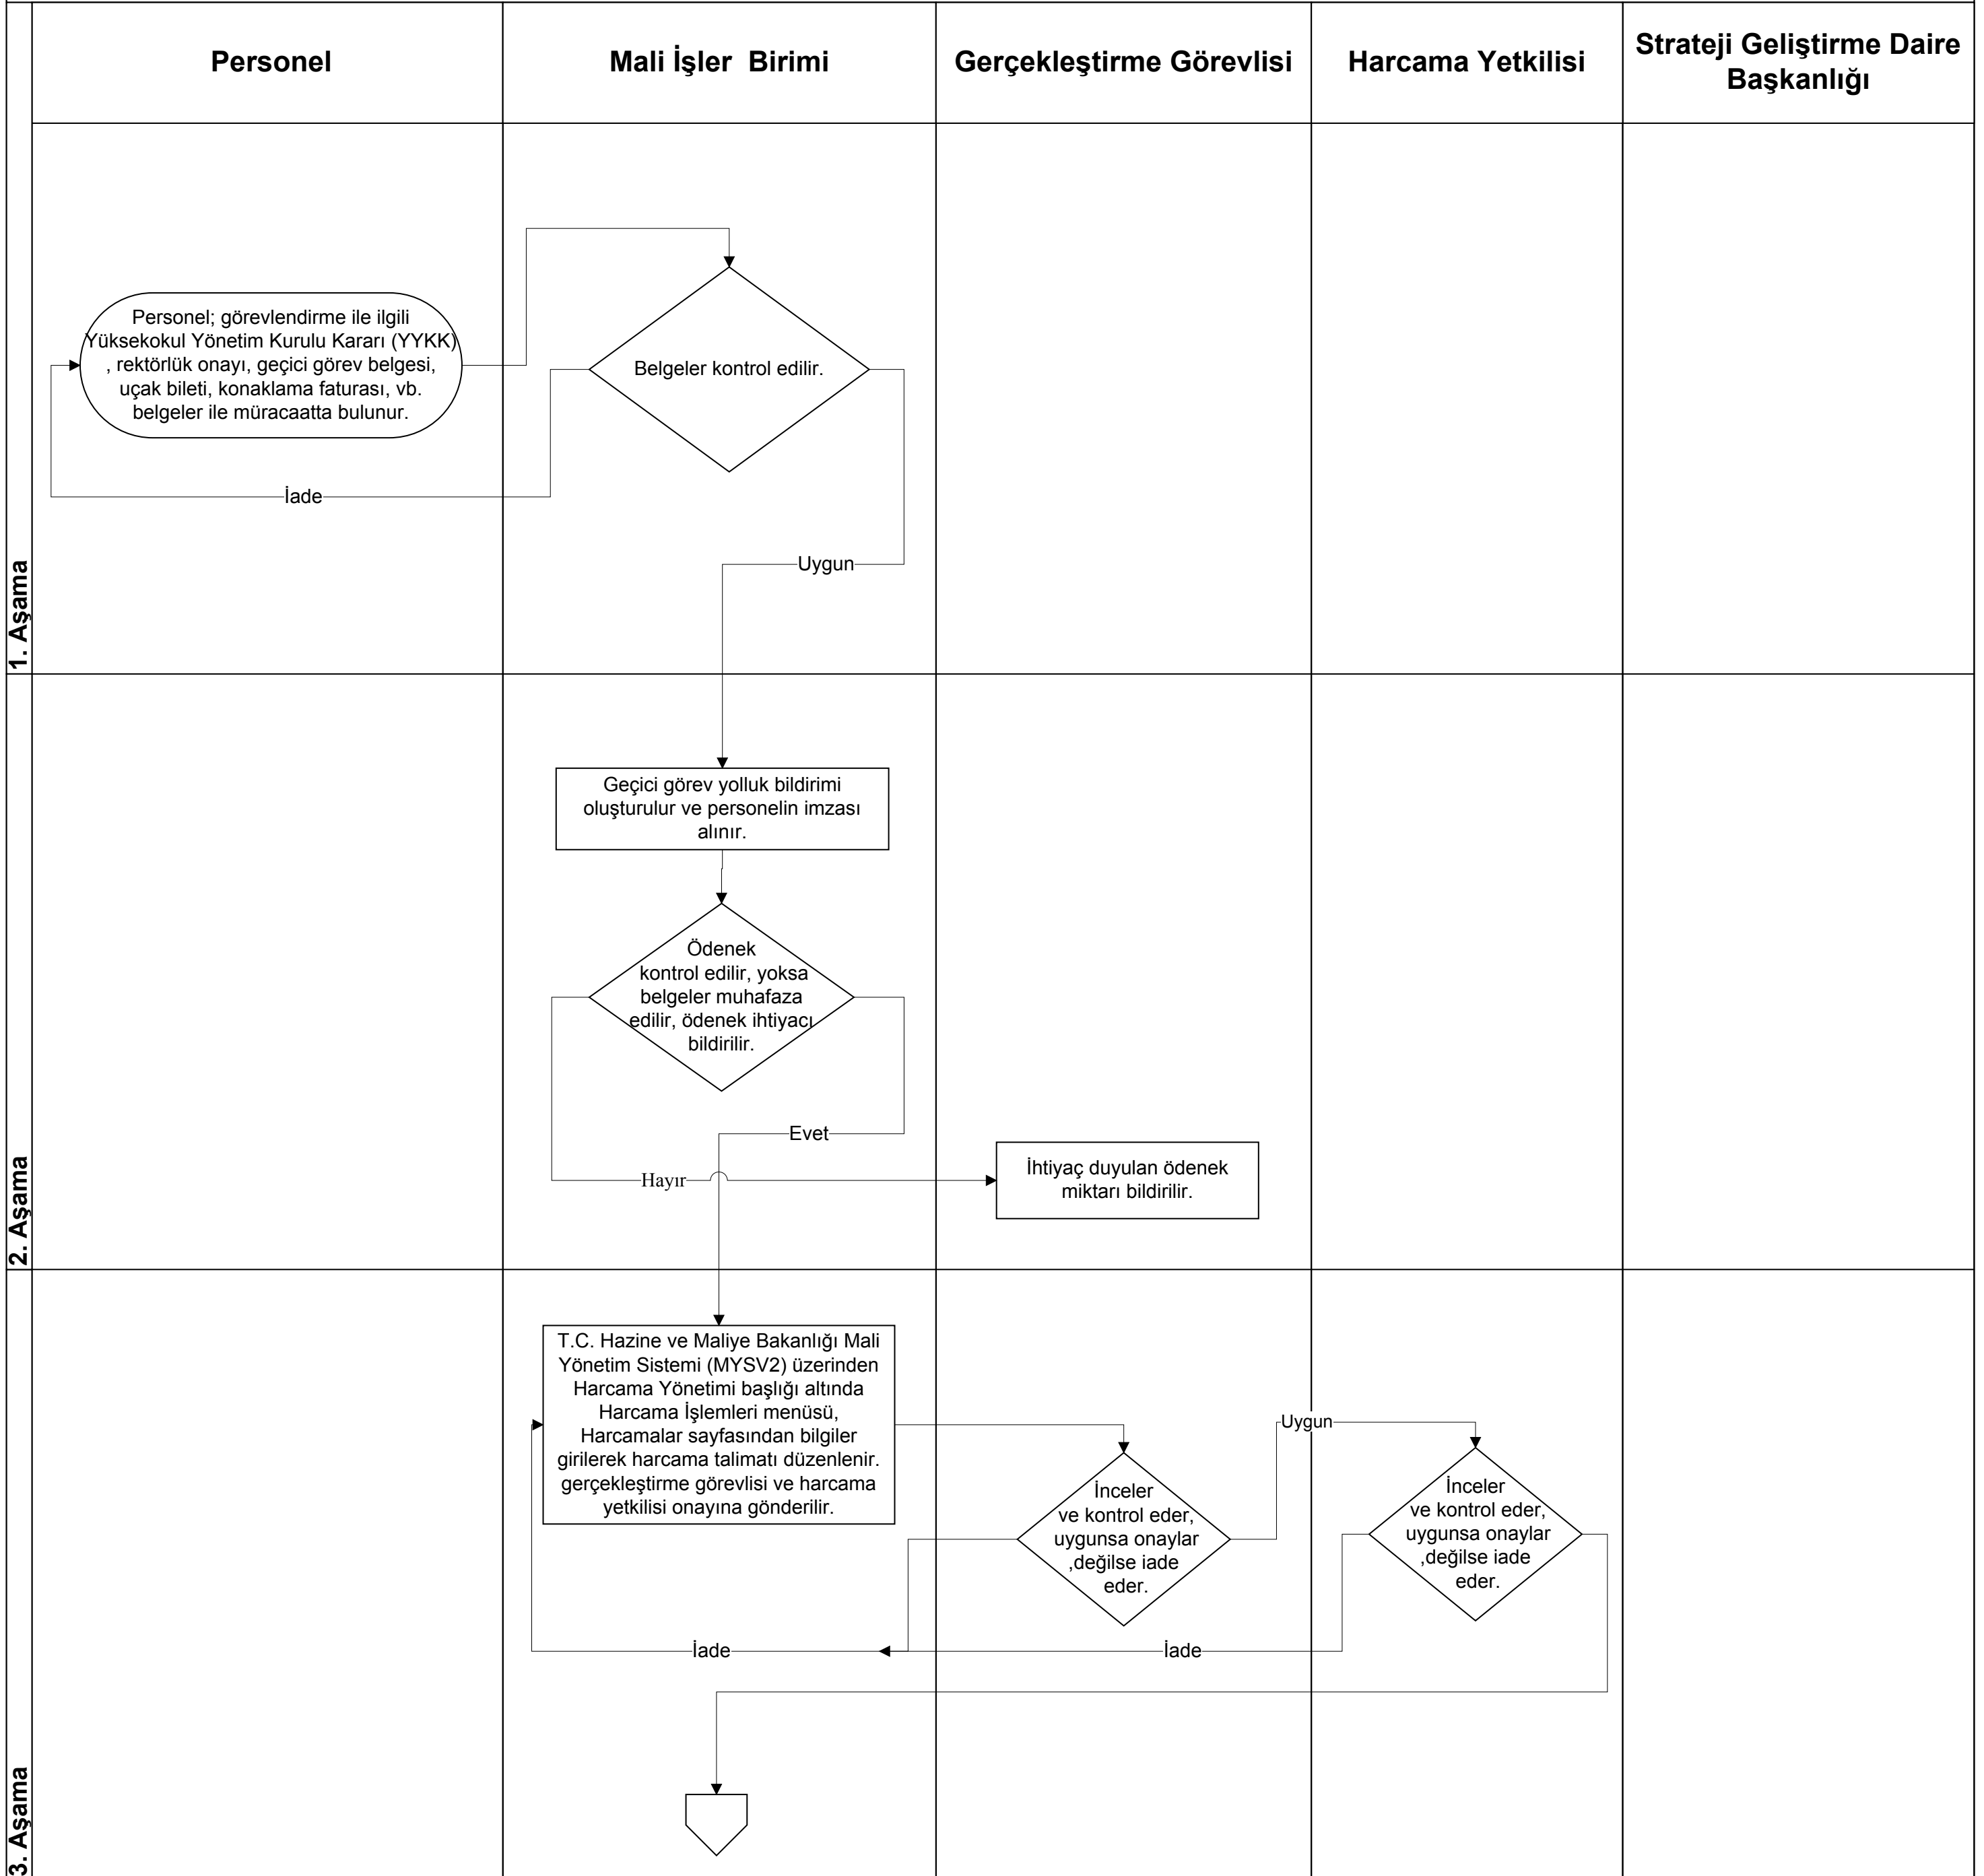 Personel
Mali İşler  Birimi
Gerçekleştirme Görevlisi
Harcama Yetkilisi
Strateji Geliştirme Daire
Başkanlığı
1. Aşama
Personel; görevlendirme ile ilgili
Yüksekokul Yönetim Kurulu Kararı (YYKK)
, rektörlük onayı, geçici görev belgesi,
uçak bileti, konaklama faturası, vb.
belgeler ile müracaatta bulunur.
Belgeler kontrol edilir.
İade
Uygun
2. Aşama
Geçici görev yolluk bildirimi
oluşturulur ve personelin imzası
alınır.
Ödenek
kontrol edilir, yoksa
belgeler muhafaza
edilir, ödenek ihtiyacı
bildirilir.
Evet
Hayır
İhtiyaç duyulan ödenek
miktarı bildirilir.
3. Aşama
T.C. Hazine ve Maliye Bakanlığı Mali
Yönetim Sistemi (MYSV2) üzerinden
Harcama Yönetimi başlığı altında
Harcama İşlemleri menüsü,
Harcamalar sayfasından bilgiler
girilerek harcama talimatı düzenlenir.
gerçekleştirme görevlisi ve harcama
yetkilisi onayına gönderilir.
İnceler
ve kontrol eder,
uygunsa onaylar
,değilse iade
eder.
Uygun
İnceler
ve kontrol eder,
uygunsa onaylar
,değilse iade
eder.
İade
İade